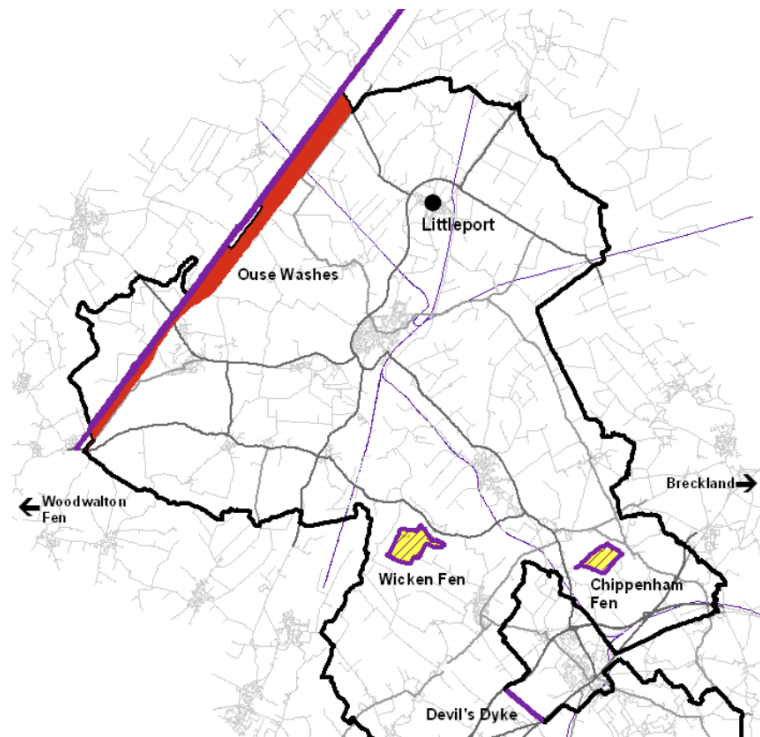 Littleport
Ouse Washes
Breckland
Woodwalton
Fen
Wicken Fen
Chippenham
Fen
Devil's Dyke